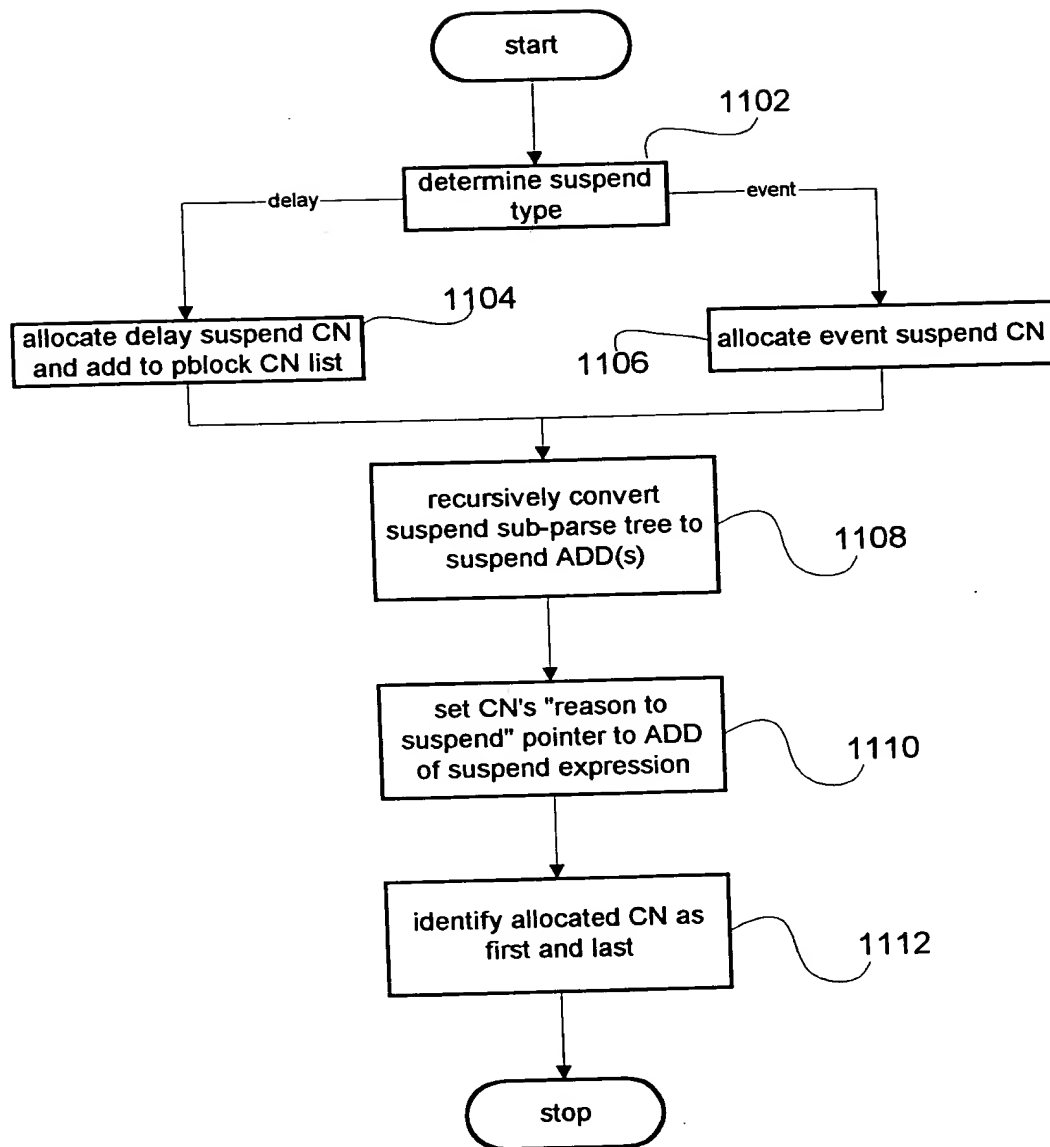 start
1102
determine suspend
type
delay
event
allocate delay suspend CN
and add to pblock CN list
1104
1106
allocate event suspend CN
recursively convert
suspend sub-parse tree to
suspend ADD(s)
1108
set CN's "reason to
suspend" pointer to ADD
of suspend expression
1110
identify allocated CN as
first and last
1112
stop